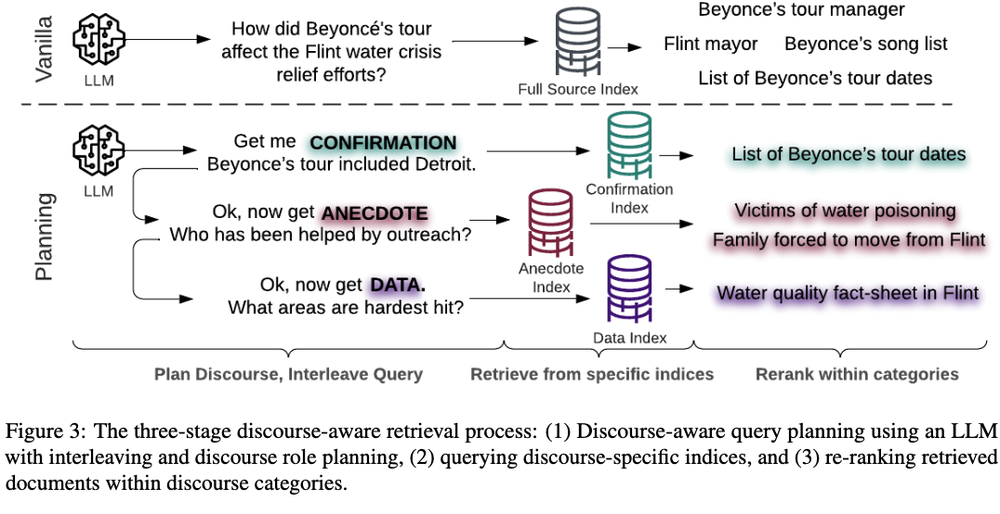 Vanilla
LLM
How did Beyoncé's tour
affect the Flint water crisis
relief efforts?
Full Source Index
Beyonce's tour manager
Flint mayor Beyonce's song list
List of Beyonce's tour dates
Planning
LLM
Get me CONFIRMATION
Beyonce's tour included Detroit.
Confirmation
Index
List of Beyonce's tour dates
Ok, now get ANECDOTE
Who has been helped by outreach?
Anecdote
Index
Victims of water poisoning
Family forced to move from Flint
Ok, now get DATA.
What areas are hardest hit?
Data Index
Water quality fact-sheet in Flint
Plan Discourse, Interleave Query
Retrieve from specific indices
Rerank within categories
Figure 3: The three-stage discourse-aware retrieval process: (1) Discourse-aware query planning using an LLM
with interleaving and discourse role planning, (2) querying discourse-specific indices, and (3) re-ranking retrieved
documents within discourse categories.